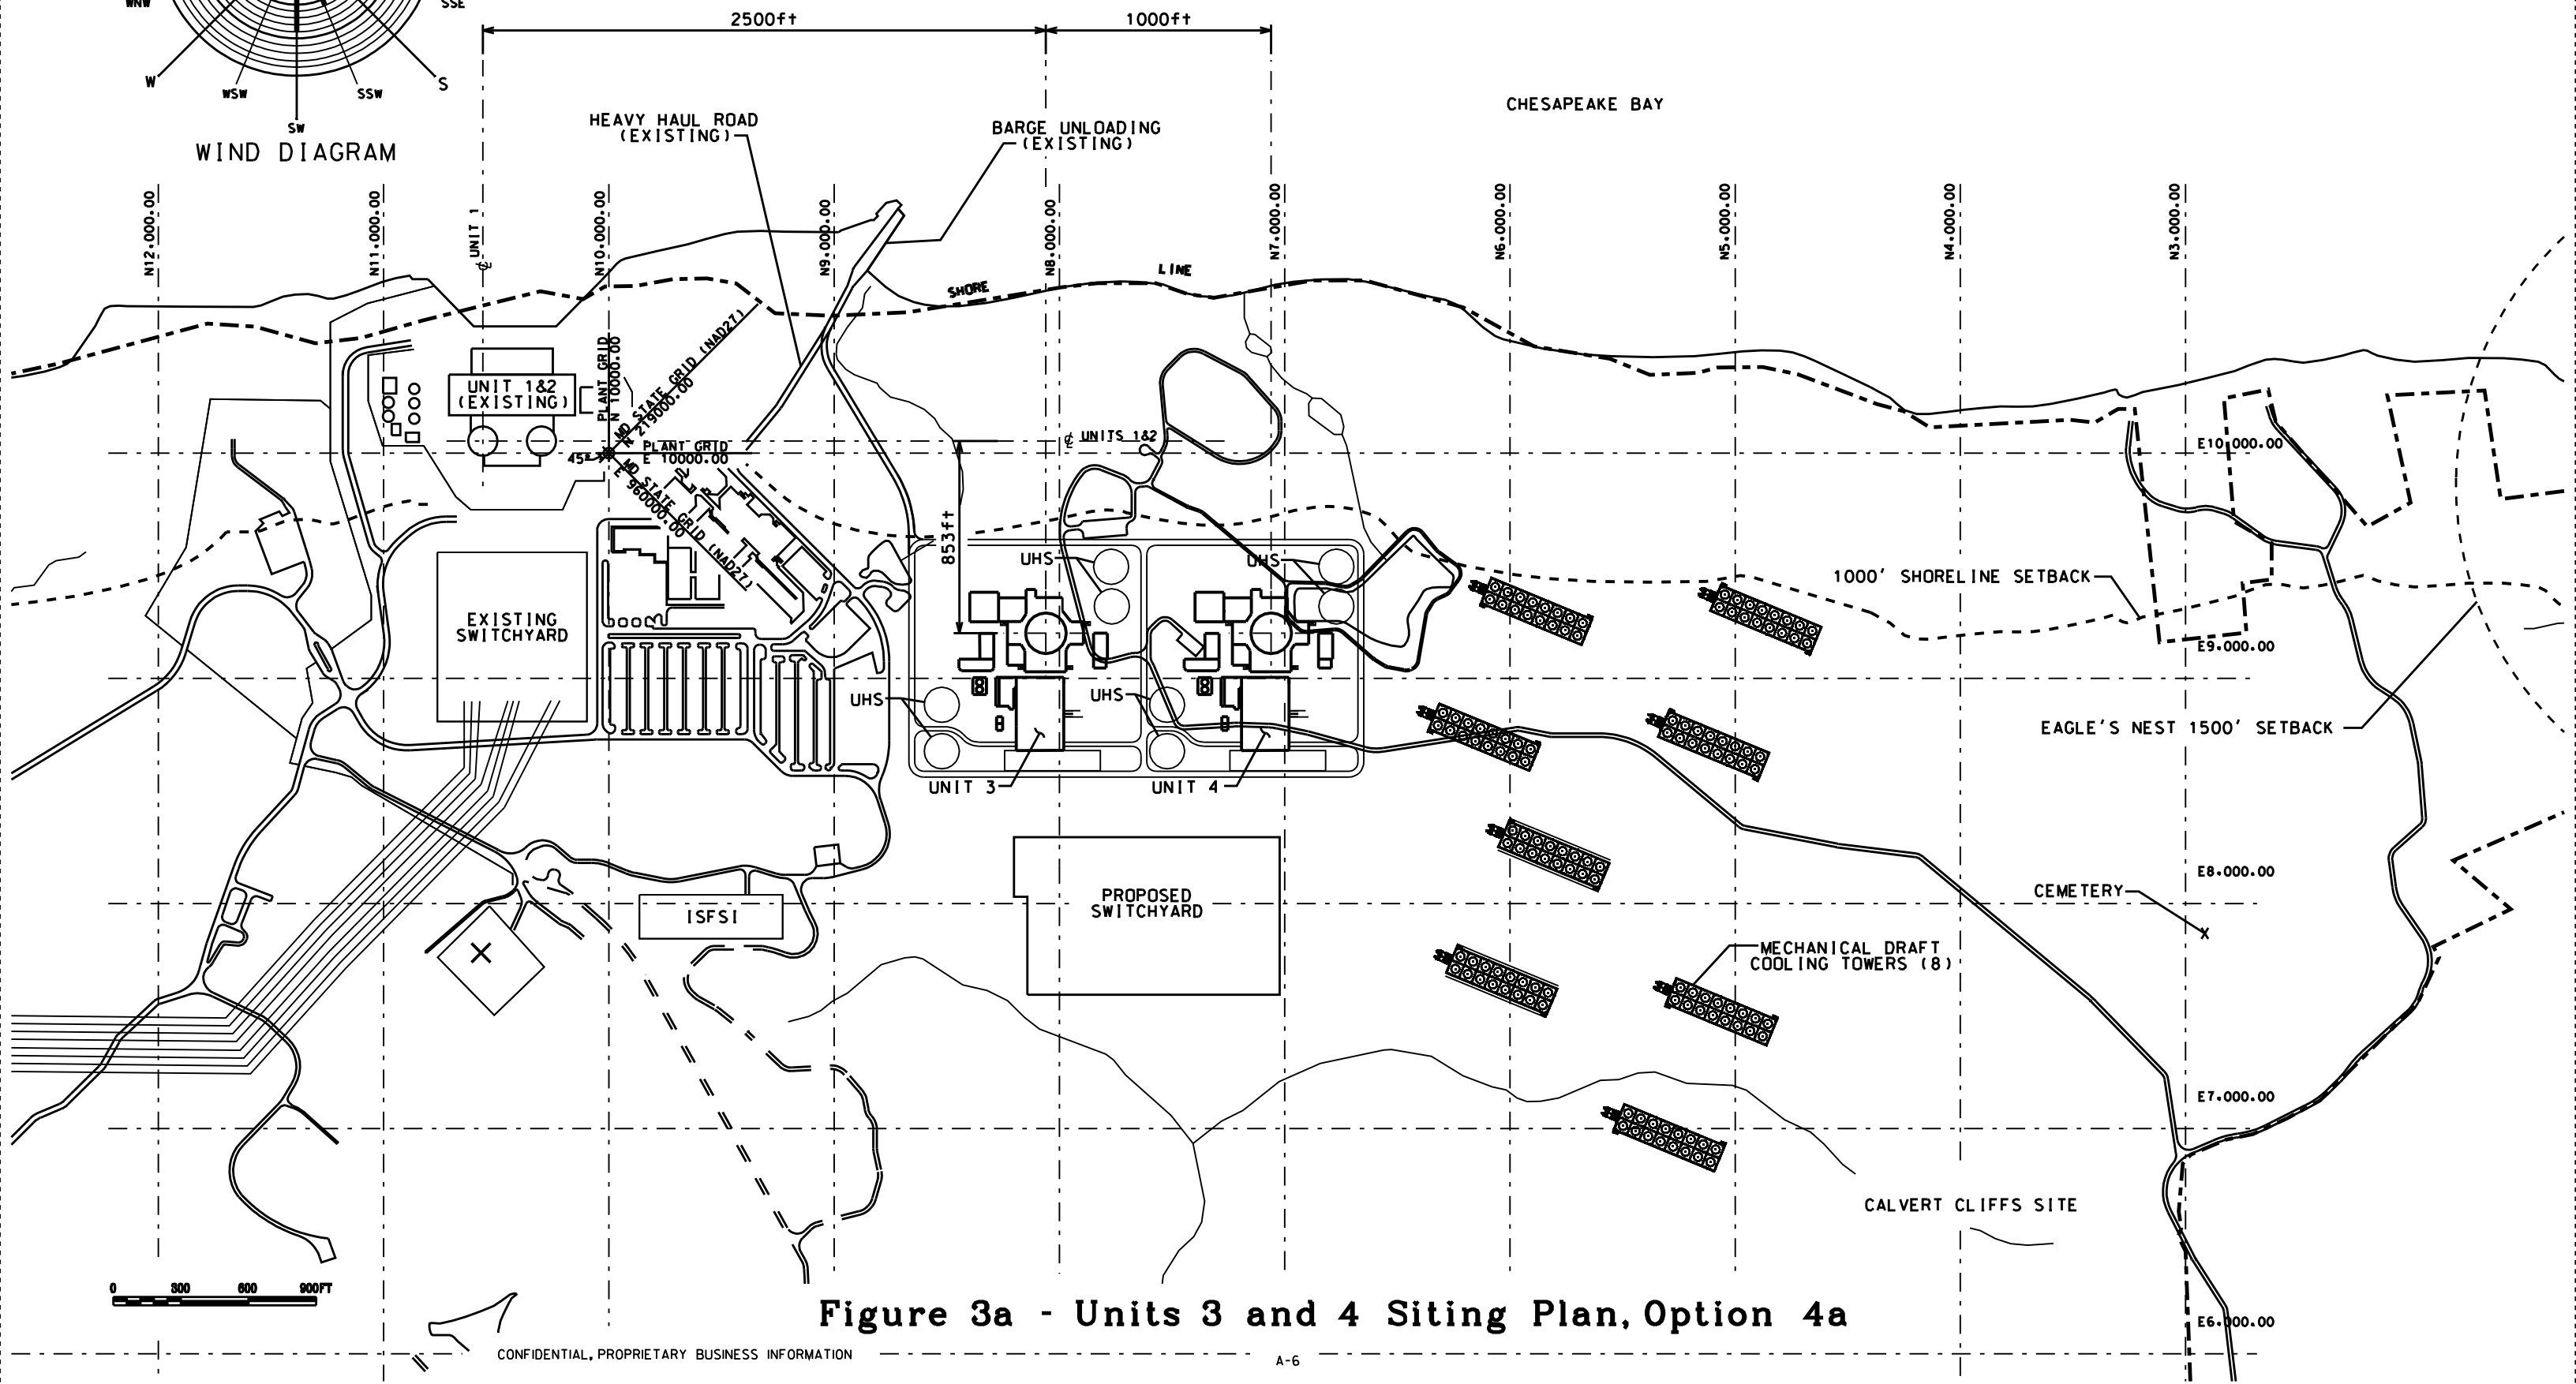 WNW
SSE
W
S
WSW
SSW
SW
WIND DIAGRAM
2500ft
1000ft
HEAVY HAUL ROAD
(EXISTING)
BARGE UNLOADING
(EXISTING)
CHESAPEAKE BAY
N12,000.00
N11,000.00
℄ UNIT 1
N10,000.00
N9,000.00
N8,000.00
N7,000.00
N6,000.00
N5,000.00
N4,000.00
N3,000.00
SHORE LINE
UNIT 1&2
(EXISTING)
PLANT GRID
N 10000.00
MD STATE GRID (NAD27)
N 219000.00
PLANT GRID
E 10000.00
45°
MD STATE GRID (NAD27)
E 960000.00
℄ UNITS 1&2
E10,000.00
853ft
UHS
UHS
1000' SHORELINE SETBACK
EXISTING
SWITCHYARD
E9,000.00
UHS
UHS
EAGLE'S NEST 1500' SETBACK
UNIT 3
UNIT 4
E8,000.00
CEMETERY
X
PROPOSED
SWITCHYARD
ISFSI
MECHANICAL DRAFT
COOLING TOWERS (8)
E7,000.00
CALVERT CLIFFS SITE
0 300 600 900FT
Figure 3a - Units 3 and 4 Siting Plan, Option 4a
E6,000.00
CONFIDENTIAL, PROPRIETARY BUSINESS INFORMATION
A-6